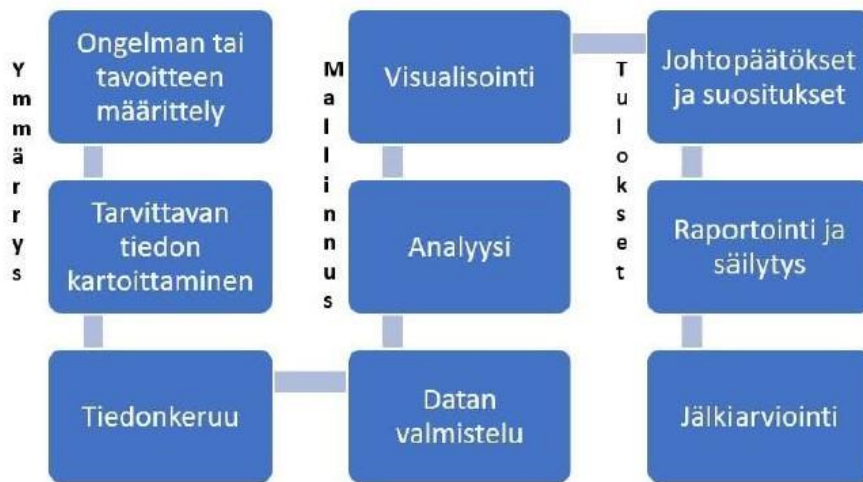 Ymmärrys
Ongelman tai
tavoitteen
määrittely
Tarvittavan
tiedon
kartoittaminen
Tiedonkeruu
Mallinnus
Visualisointi
Analyysi
Datan
valmistelu
Tulokset
Johtopäätökset
ja suositukset
Raportointi ja
säilytys
Jälkiarviointi